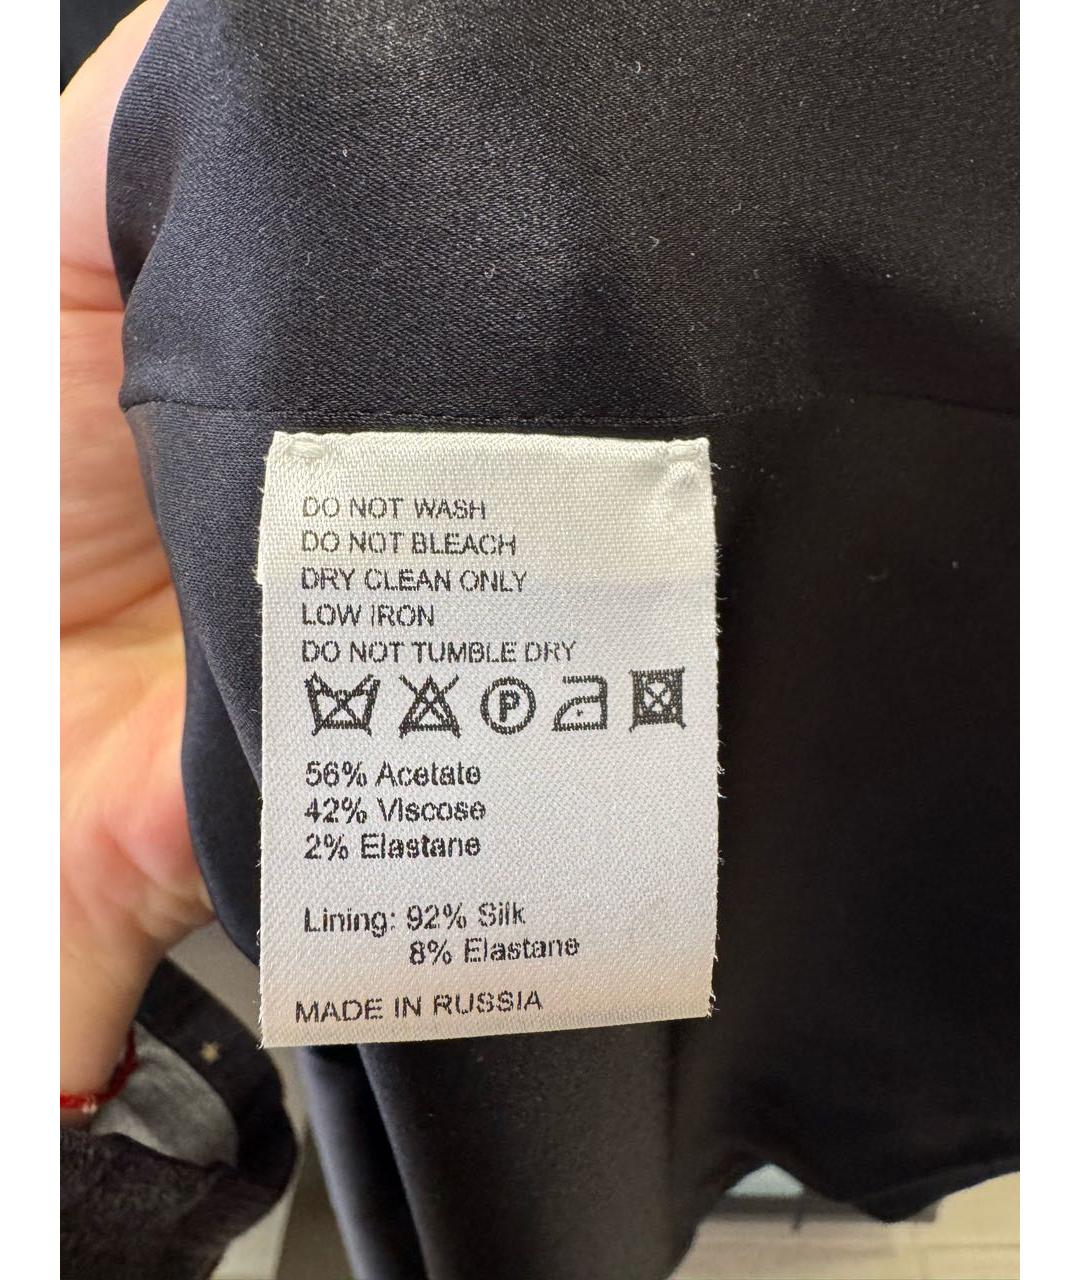 DO NOT WASH
DO NOT BLEACH
DRY CLEAN ONLY
LOW IRON
DO NOT TUMBLE DRY
P
56% Acetate
42% Viscose
2% Elastane
Lining: 92% Silk
8% Elastane
MADE IN RUSSIA